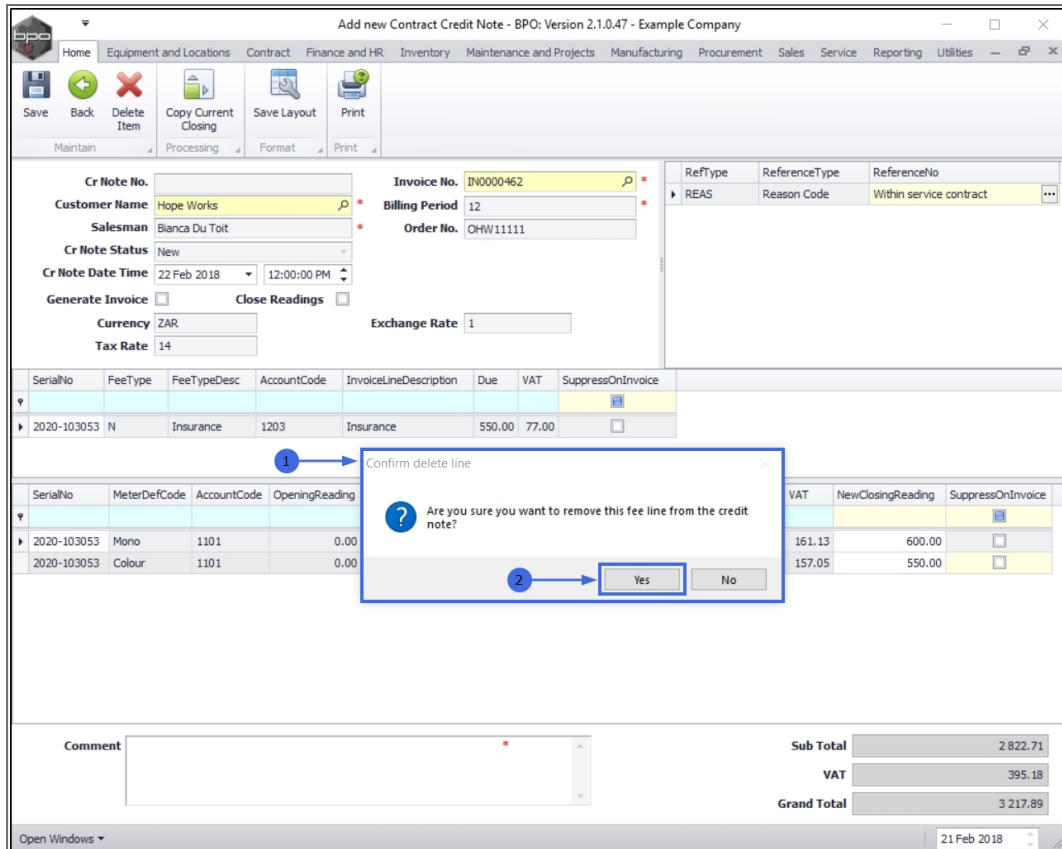 Add new Contract Credit Note - BPO: Version 2.1.0.47 - Example Company
bpo
Home Equipment and Locations Contract Finance and HR Inventory Maintenance and Projects Manufacturing Procurement Sales Service Reporting Utilities
Save Back Delete Item Copy Current Closing Save Layout Print
Maintain Processing Format Print
Cr Note No. Invoice No. IN0000462 *
Customer Name Hope Works * Billing Period 12 *
Salesman Bianca Du Toit * Order No. OHW11111
Cr Note Status New
Cr Note Date Time 22 Feb 2018 12:00:00 PM
Generate Invoice Close Readings
Currency ZAR Exchange Rate 1
Tax Rate 14
RefType ReferenceType ReferenceNo
REAS Reason Code Within service contract ...
SerialNo FeeType FeeTypeDesc AccountCode InvoiceLineDescription Due VAT SuppressOnInvoice
2020-103053 N Insurance 1203 Insurance 550.00 77.00
1 Confirm delete line
Are you sure you want to remove this fee line from the credit
note?
2 Yes No
SerialNo MeterDefCode AccountCode OpeningReading VAT NewClosingReading SuppressOnInvoice
2020-103053 Mono 1101 0.00 161.13 600.00
2020-103053 Colour 1101 0.00 157.05 550.00
Comment *
Sub Total 2 822.71
VAT 395.18
Grand Total 3 217.89
Open Windows 21 Feb 2018